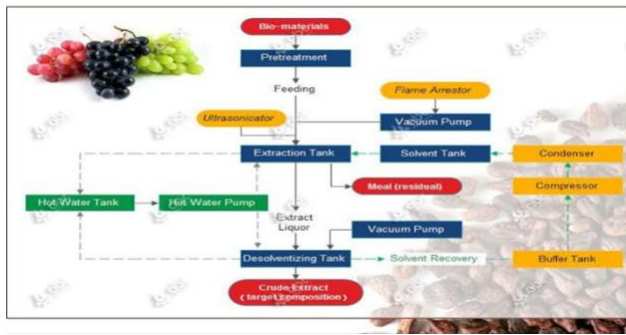 Bio-materials
Pretreatment
Feeding
Flame Arrestor
Ultrasonicator
Vacuum Pump
Extraction Tank
Solvent Tank
Condenser
Meal (residual)
Compressor
Hot Water Tank
Hot Water Pump
Extract
Liquor
Vacuum Pump
Desolventizing Tank
Solvent Recovery
Buffer Tank
Crude Extract
( target composition )